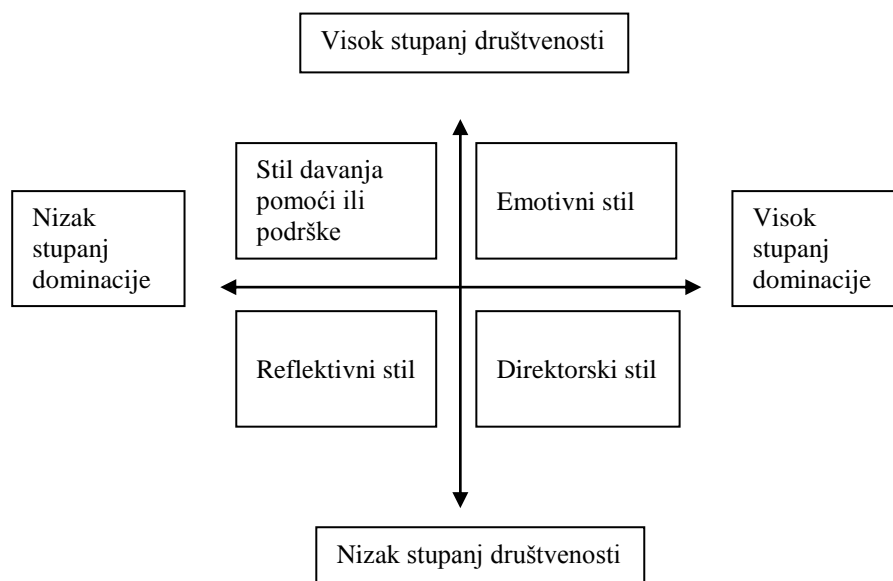 Visok stupanj društvenosti
Stil davanja
pomoći ili
podrške
Emotivni stil
Nizak
stupanj
dominacije
Visok
stupanj
dominacije
Reflektivni stil
Direktorski stil
Nizak stupanj društvenosti